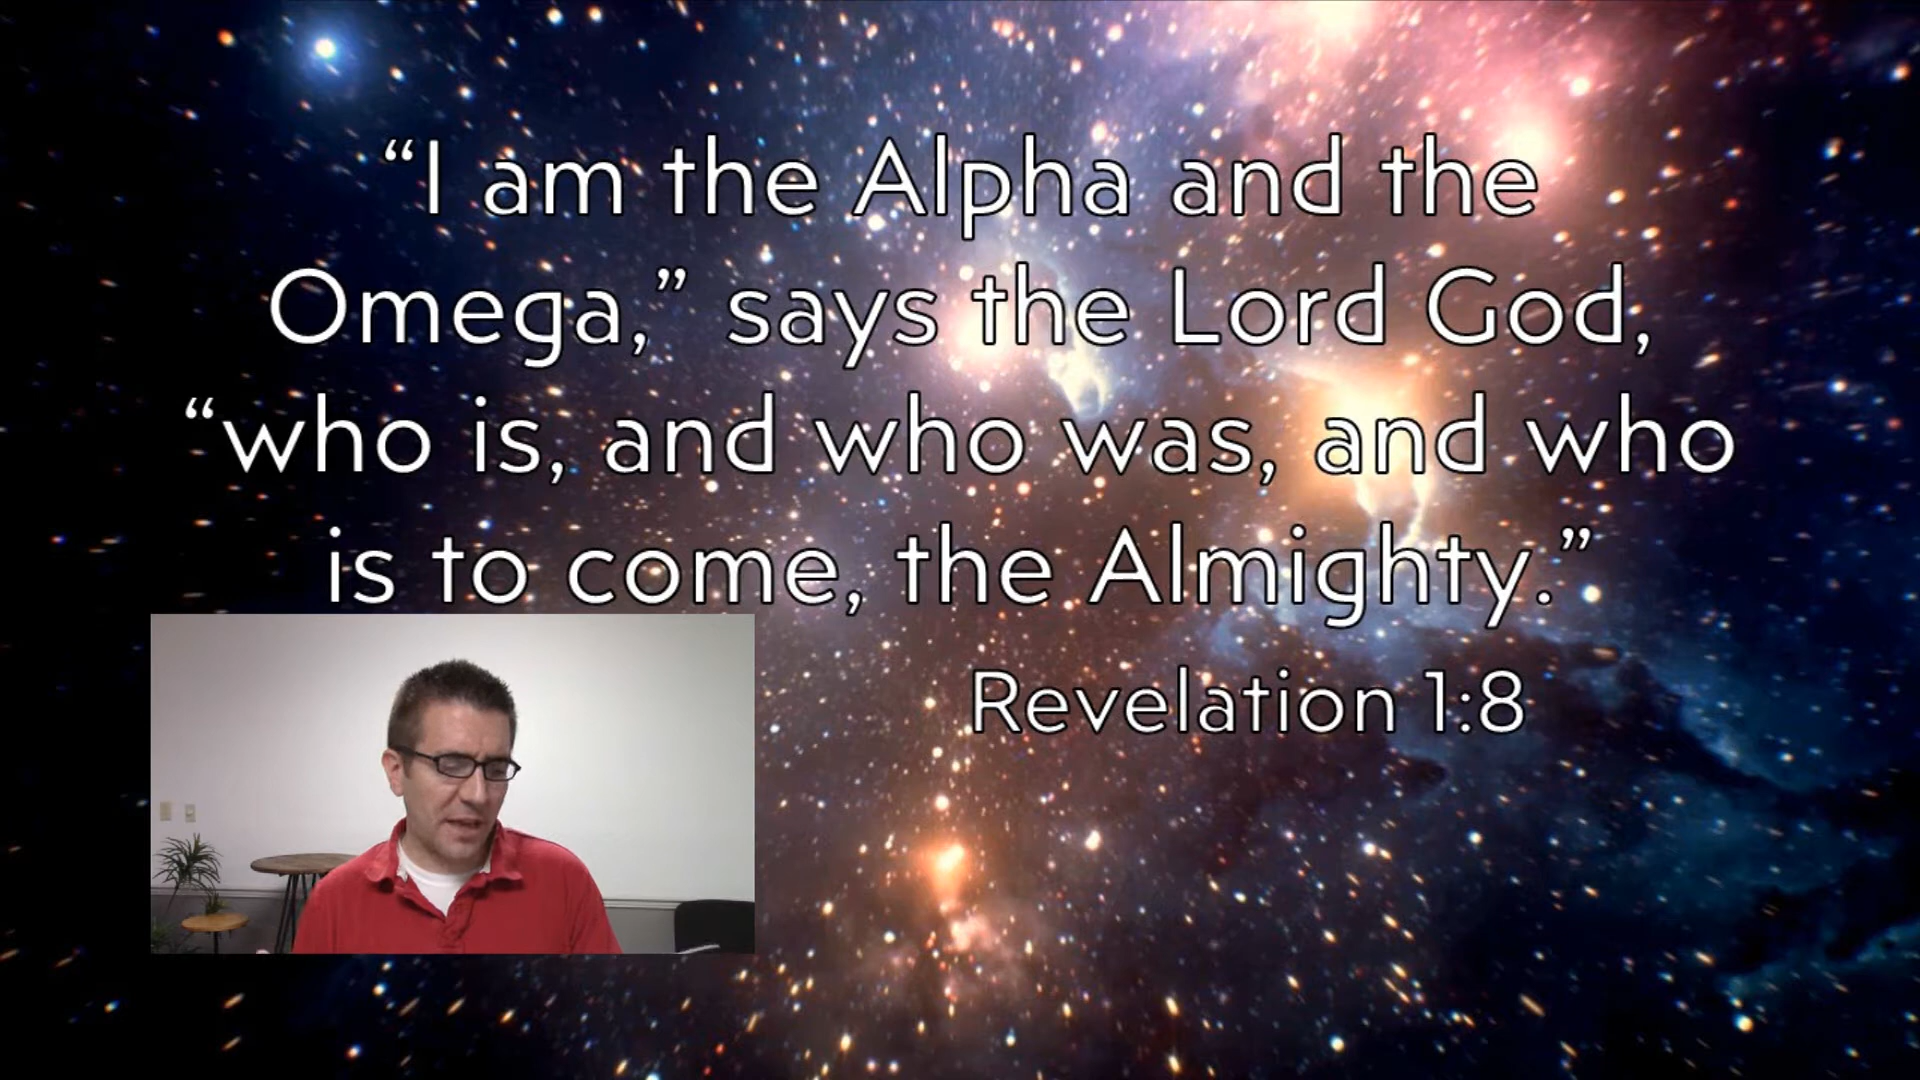 “I am the Alpha and the
Omega,” says the Lord God,
“who is, and who was, and who
is to come, the Almighty.”
Revelation 1:8